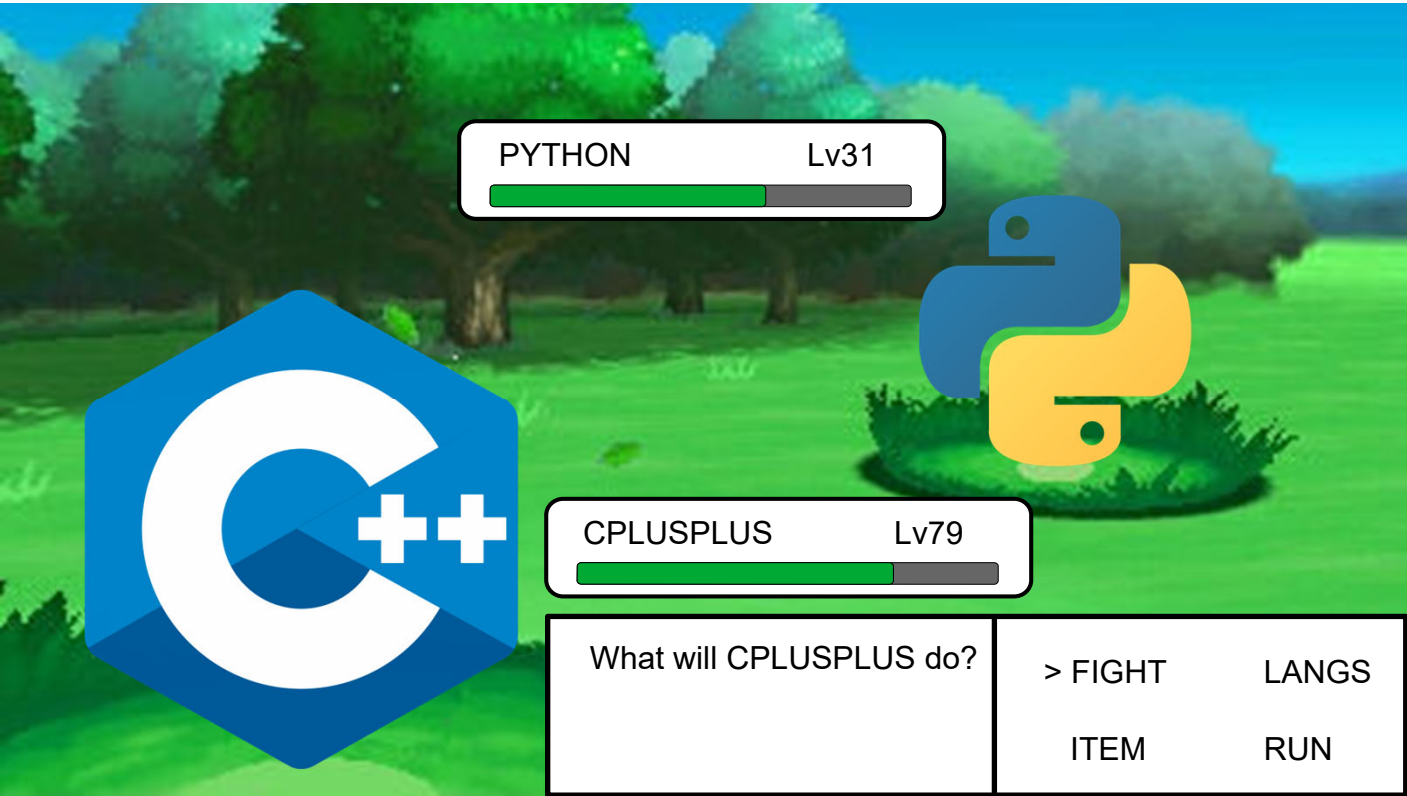 PYTHON Lv31
C++
CPLUSPLUS Lv79
What will CPLUSPLUS do?
> FIGHT LANGS
ITEM RUN